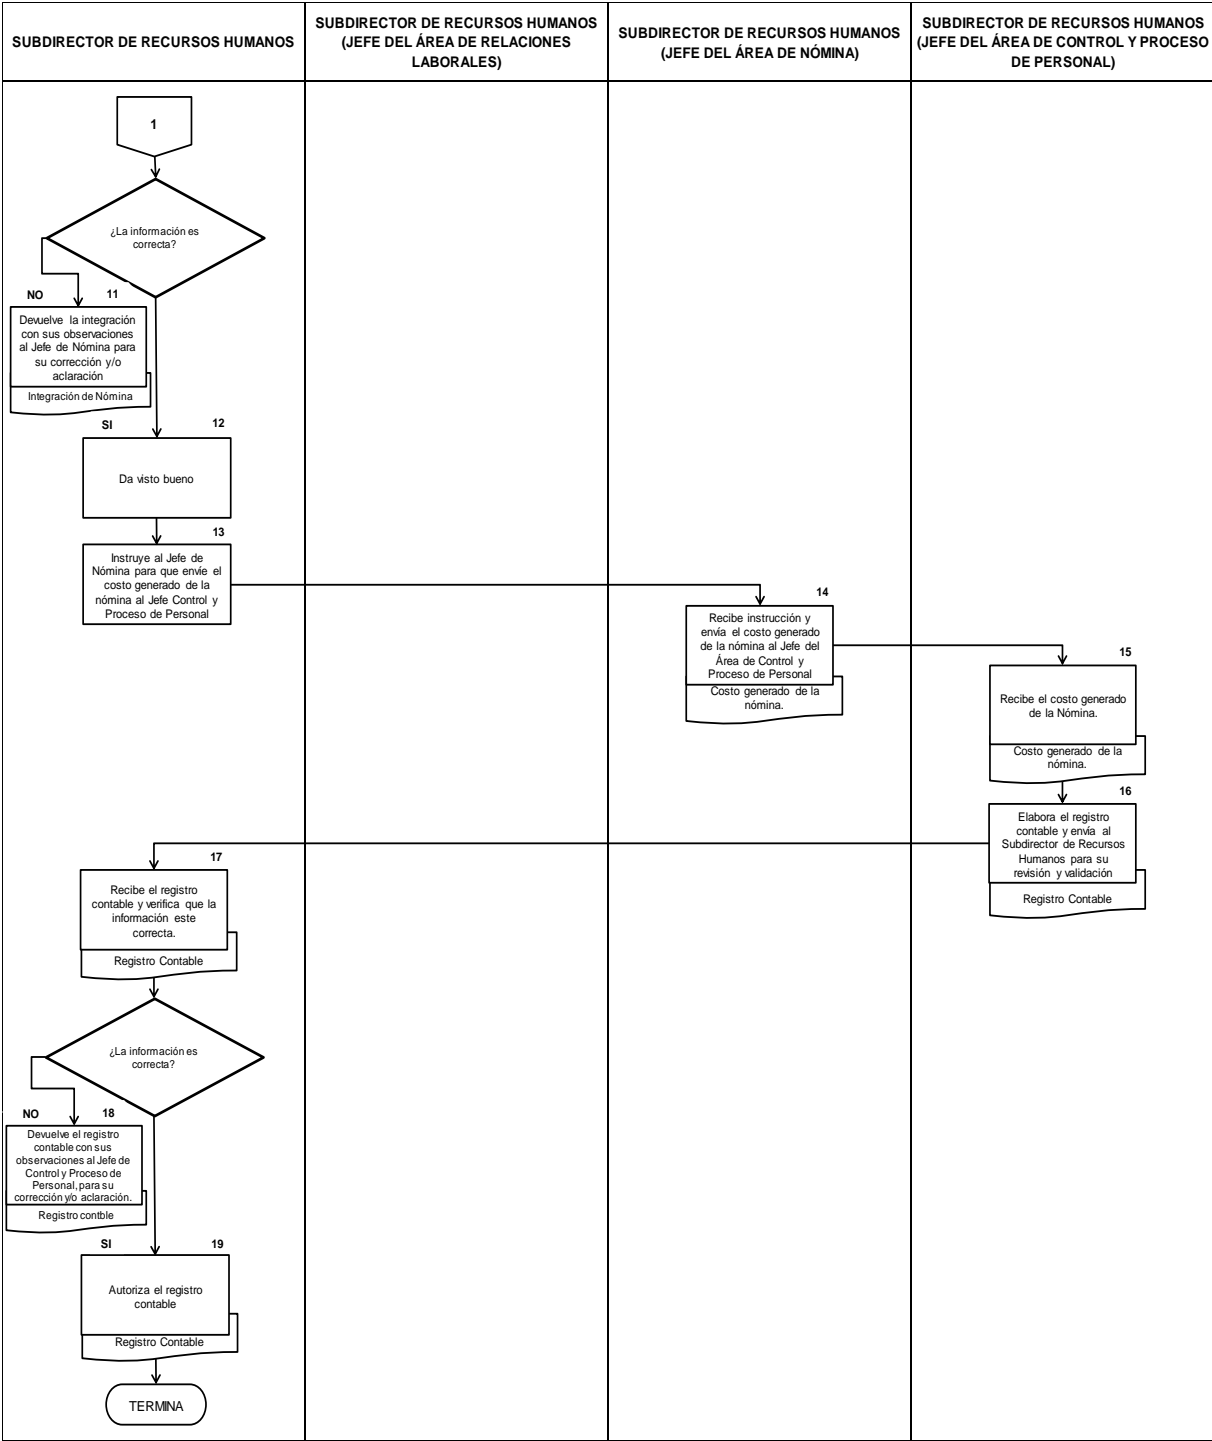 SUBDIRECTOR DE RECURSOS HUMANOS
SUBDIRECTOR DE RECURSOS HUMANOS
(JEFE DEL ÁREA DE RELACIONES
LABORALES)
SUBDIRECTOR DE RECURSOS HUMANOS
(JEFE DEL ÁREA DE NÓMINA)
SUBDIRECTOR DE RECURSOS HUMANOS
(JEFE DEL ÁREA DE CONTROL Y PROCESO
DE PERSONAL)
1
¿La información es
correcta?
NO
11
Devuelve la integración
con sus observaciones
al Jefe de Nómina para
su corrección y/o
aclaración
Integración de Nómina
SI
12
Da visto bueno
13
Instruye al Jefe de
Nómina para que envíe el
costo generado de la
nómina al Jefe Control y
Proceso de Personal
14
Recibe instrucción y
envía el costo generado
de la nómina al Jefe del
Área de Control y
Proceso de Personal
Costo generado de la
nómina.
15
Recibe el costo generado
de la Nómina.
Costo generado de la
nómina.
16
Elabora el registro
contable y envía al
Subdirector de Recursos
Humanos para su
revisión y validación
Registro Contable
17
Recibe el registro
contable y verifica que la
información este
correcta.
Registro Contable
¿La información es
correcta?
NO
18
Devuelve el registro
contable con sus
observaciones al Jefe de
Control y Proceso de
Personal, para su
corrección y/o aclaración.
Registro contble
SI
19
Autoriza el registro
contable
Registro Contable
TERMINA